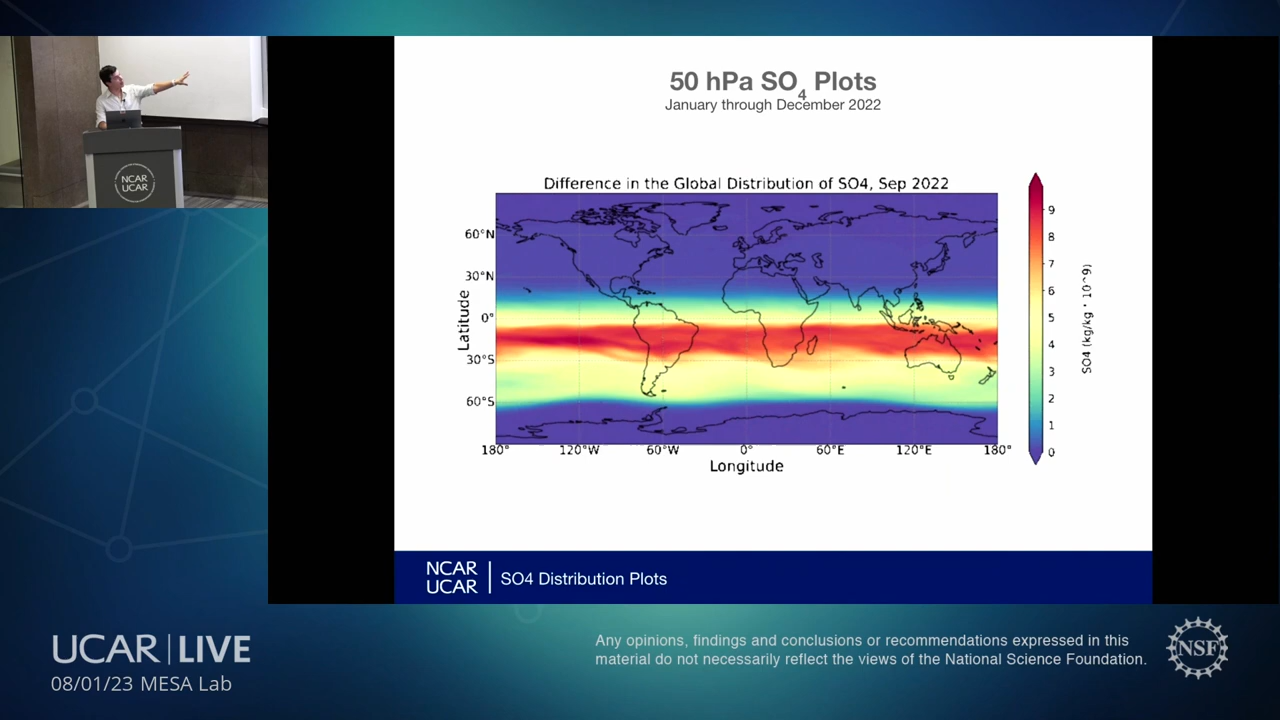 NCAR
UCAR
50 hPa SO4 Plots
January through December 2022
Difference in the Global Distribution of SO4, Sep 2022
Latitude
60°N
30°N
0°
30°S
60°S
180°
120°W
60°W
0°
60°E
120°E
180°
Longitude
9
8
7
6
5
4
3
2
1
0
SO4 (kg/kg * 10^9)
NCAR
UCAR
SO4 Distribution Plots
UCAR | LIVE
08/01/23 MESA Lab
Any opinions, findings and conclusions or recommendations expressed in this
material do not necessarily reflect the views of the National Science Foundation.
NSF